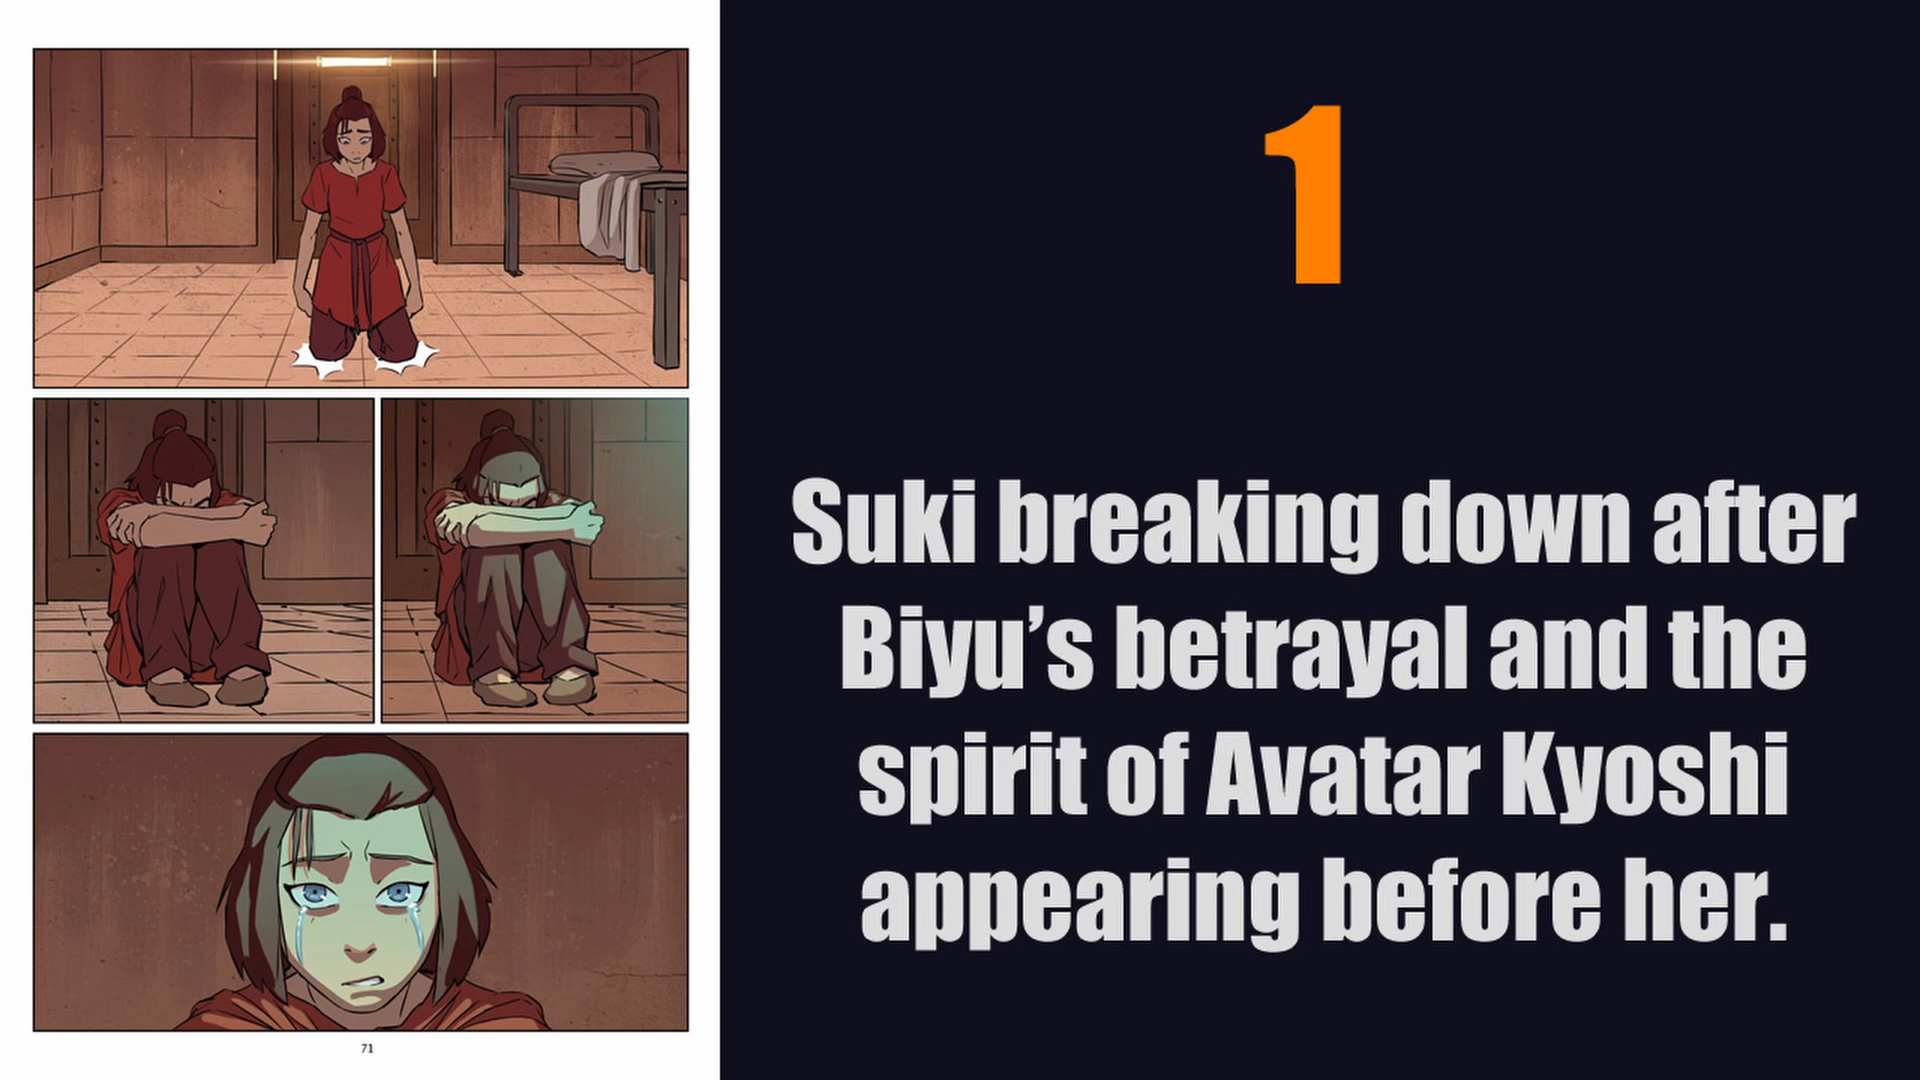 71
1
Suki breaking down after
Biyu’s betrayal and the
spirit of Avatar Kyoshi
appearing before her.